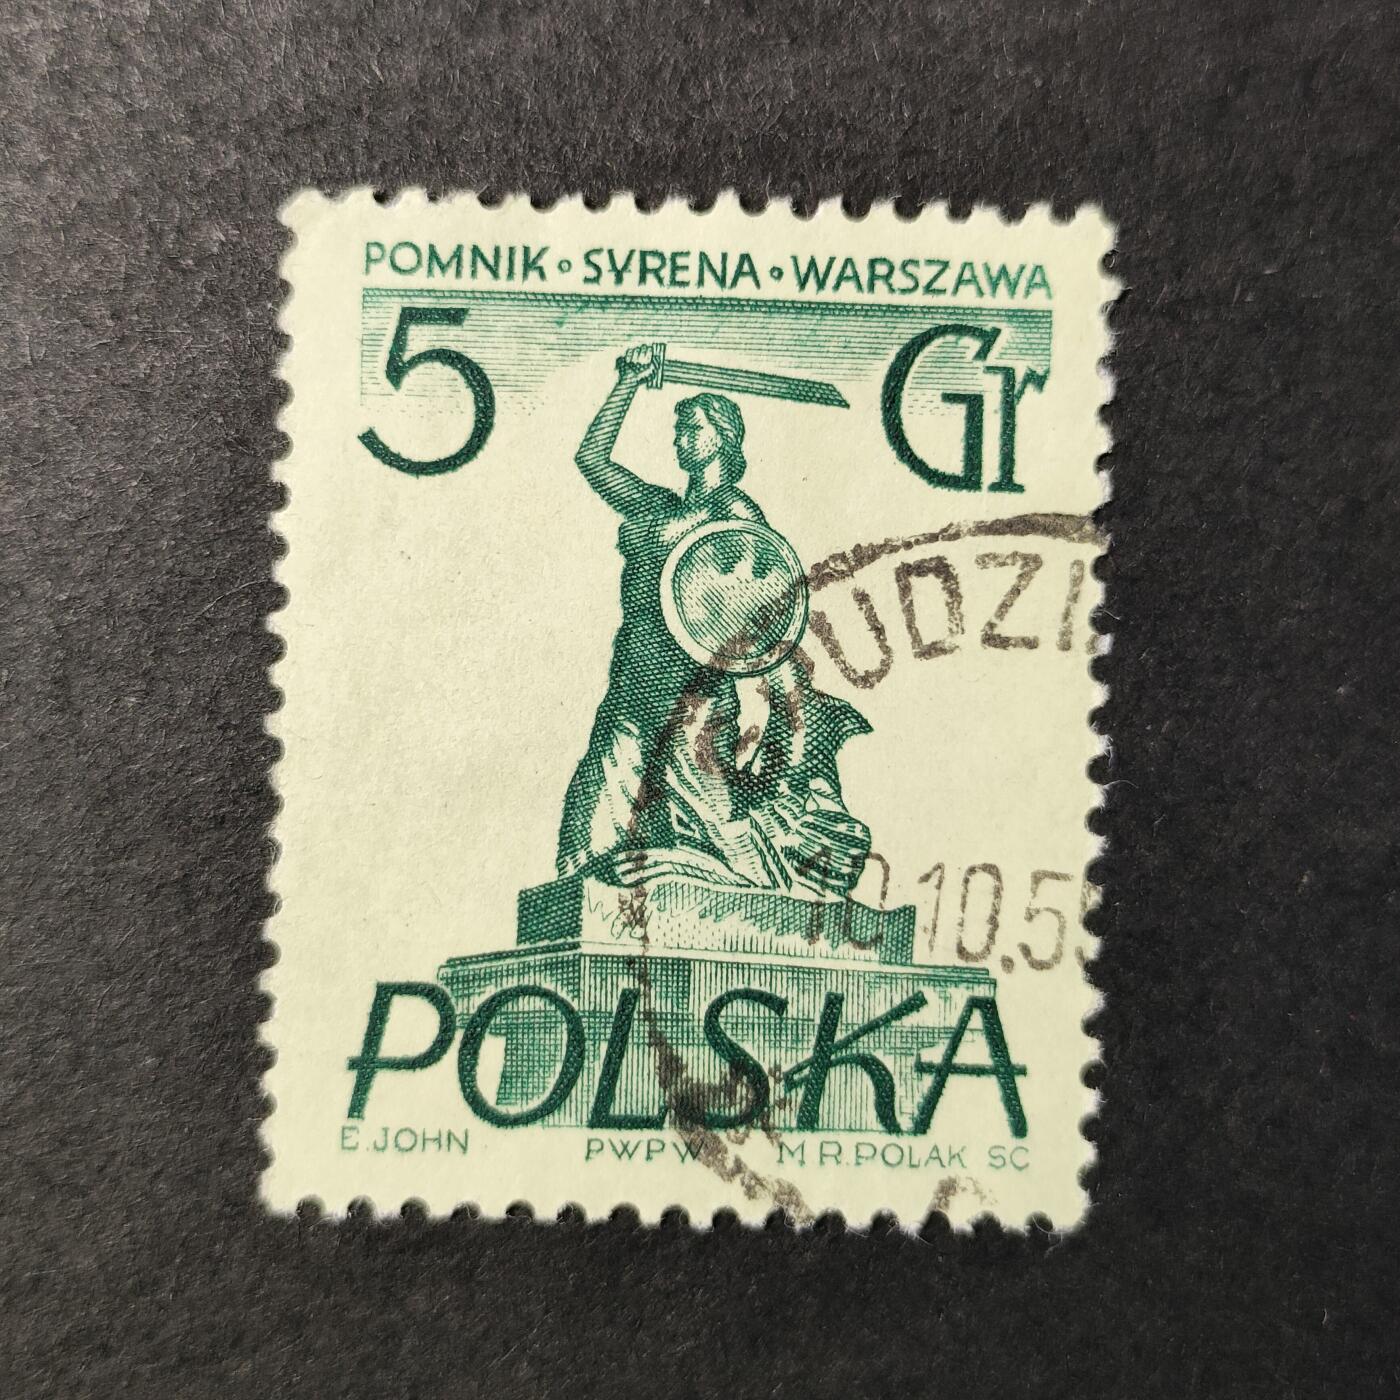 POMNIK • SYRENA • WARSZAWA
5 Gr
POLSKA
E. JOHN PWPW M R. POLAK SC